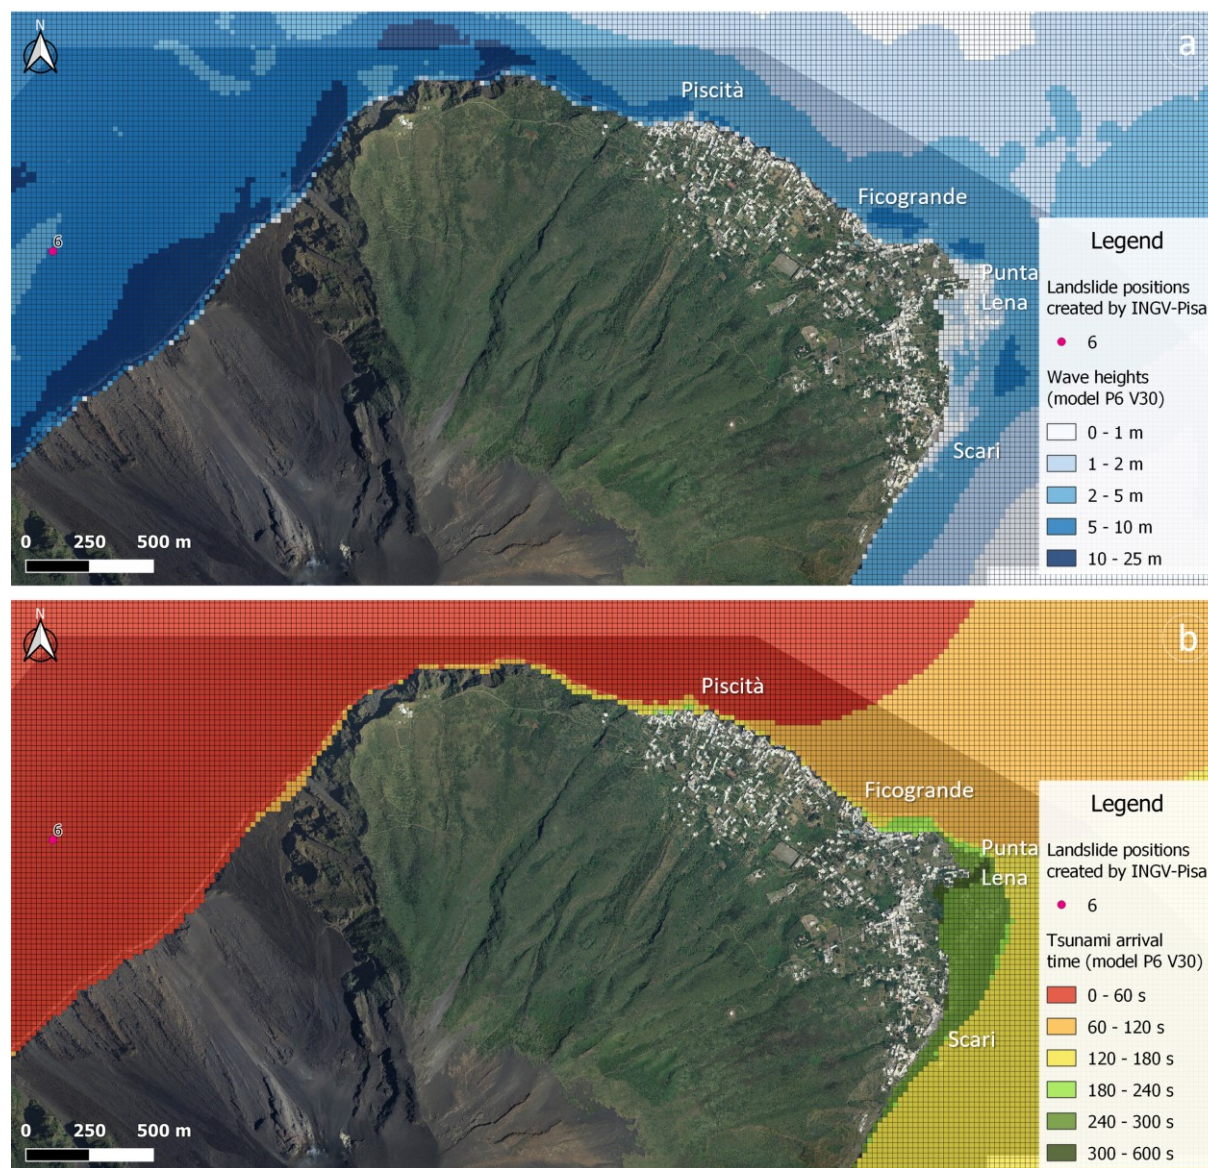 N
a
Piscità
Ficogrande
6
Legend
Punta
Lena
Landslide positions
created by INGV-Pisa
6
Wave heights
(model P6 V30)
0 - 1 m
1 - 2 m
2 - 5 m
5 - 10 m
10 - 25 m
Scari
0 250 500 m
N
b
Piscità
Ficogrande
6
Legend
Punta
Lena
Landslide positions
created by INGV-Pisa
6
Tsunami arrival
time (model P6 V30)
0 - 60 s
60 - 120 s
120 - 180 s
180 - 240 s
240 - 300 s
300 - 600 s
Scari
0 250 500 m